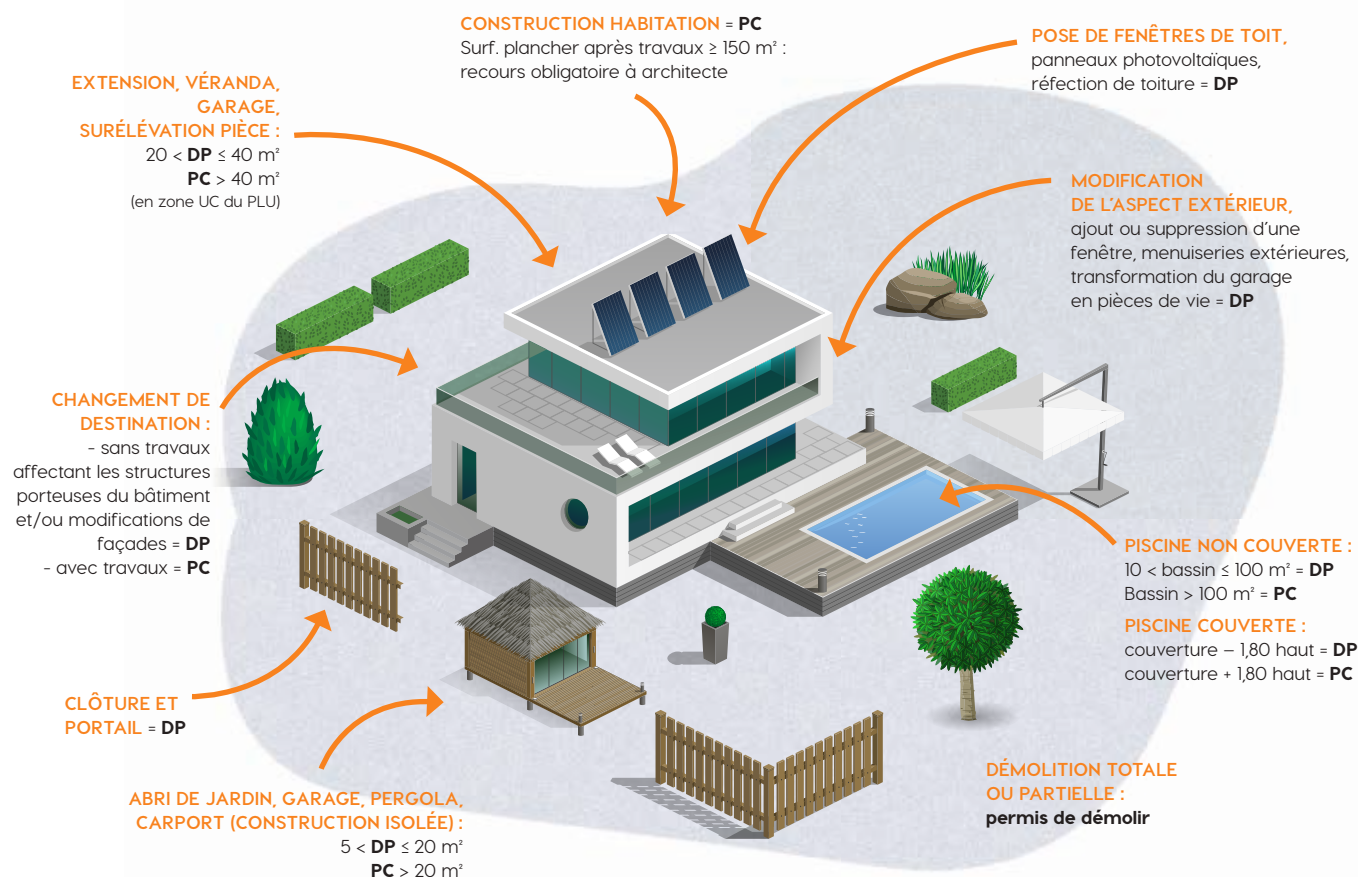 CONSTRUCTION HABITATION = PC
Surf. plancher après travaux ≥ 150 m² :
recours obligatoire à architecte
POSE DE FENÊTRES DE TOIT,
panneaux photovoltaïques,
réfection de toiture = DP
EXTENSION, VÉRANDA,
GARAGE,
SURÉLÉVATION PIÈCE :
20 < DP ≤ 40 m²
PC > 40 m²
(en zone UC du PLU)
MODIFICATION
DE L'ASPECT EXTÉRIEUR,
ajout ou suppression d'une
fenêtre, menuiseries extérieures,
transformation du garage
en pièces de vie = DP
CHANGEMENT DE
DESTINATION :
- sans travaux
affectant les structures
porteuses du bâtiment
et/ou modifications de
façades = DP
- avec travaux = PC
PISCINE NON COUVERTE :
10 < bassin ≤ 100 m² = DP
Bassin > 100 m² = PC
PISCINE COUVERTE :
couverture – 1,80 haut = DP
couverture + 1,80 haut = PC
CLÔTURE ET
PORTAIL = DP
ABRI DE JARDIN, GARAGE, PERGOLA,
CARPORT (CONSTRUCTION ISOLÉE) :
5 < DP ≤ 20 m²
PC > 20 m²
DÉMOLITION TOTALE
OU PARTIELLE :
permis de démolir